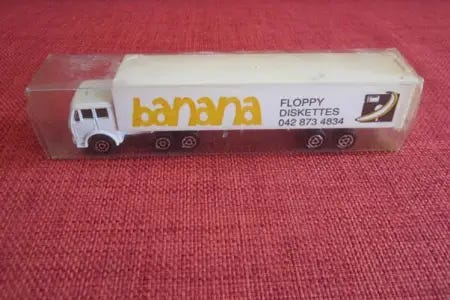 banana
FLOPPY
DISKETTES
042 873 4834